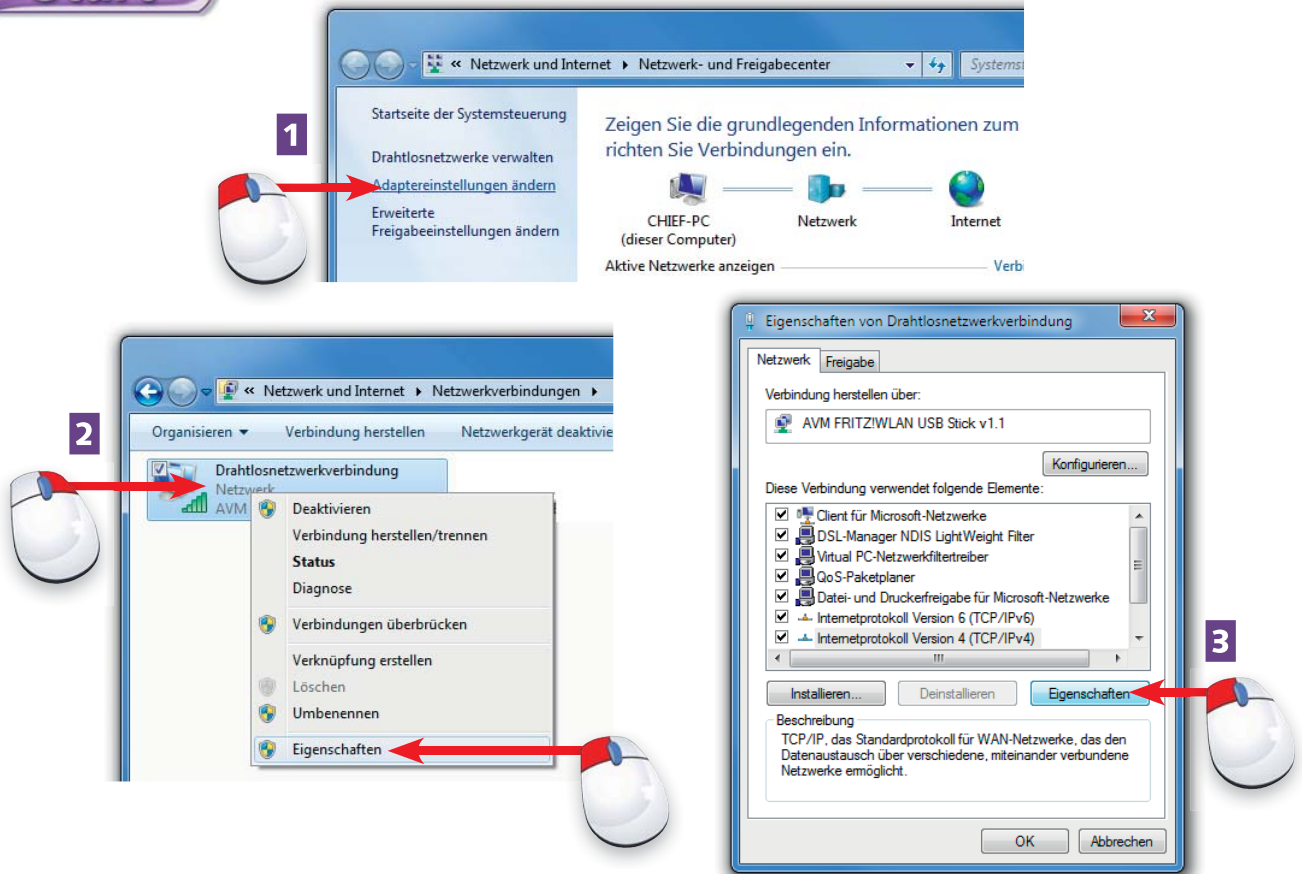 « Netzwerk und Internet Netzwerk- und Freigabecenter
1
Startseite der Systemsteuerung
Drahtlosnetzwerke verwalten
Adaptereinstellungen ändern
Erweiterte
Freigabeeinstellungen ändern
Zeigen Sie die grundlegenden Informationen zum
richten Sie Verbindungen ein.
CHIEF-PC
(dieser Computer)
Netzwerk
Internet
Aktive Netzwerke anzeigen
2
« Netzwerk und Internet Netzwerkverbindungen
Organisieren Verbindung herstellen Netzwerkgerät deaktivie
Drahtlosnetzwerkverbindung
Netzwerk
AVM
Deaktivieren
Verbindung herstellen/trennen
Status
Diagnose
Verbindungen überbrücken
Verknüpfung erstellen
Löschen
Umbenennen
Eigenschaften
Eigenschaften von Drahtlosnetzwerkverbindung
Netzwerk Freigabe
Verbindung herstellen über:
AVM FRITZ!WLAN USB Stick v1.1
Konfigurieren...
Diese Verbindung verwendet folgende Elemente:
Client für Microsoft-Netzwerke
DSL-Manager NDIS LightWeight Filter
Virtual PC-Netzwerkfiltertreiber
QoS-Paketplaner
Datei- und Druckerfreigabe für Microsoft-Netzwerke
Internetprotokoll Version 6 (TCP/IPv6)
Internetprotokoll Version 4 (TCP/IPv4)
3
Installieren... Deinstallieren Eigenschaften
Beschreibung
TCP/IP, das Standardprotokoll für WAN-Netzwerke, das den
Datenaustausch über verschiedene, miteinander verbundene
Netzwerke ermöglicht.
OK Abbrechen